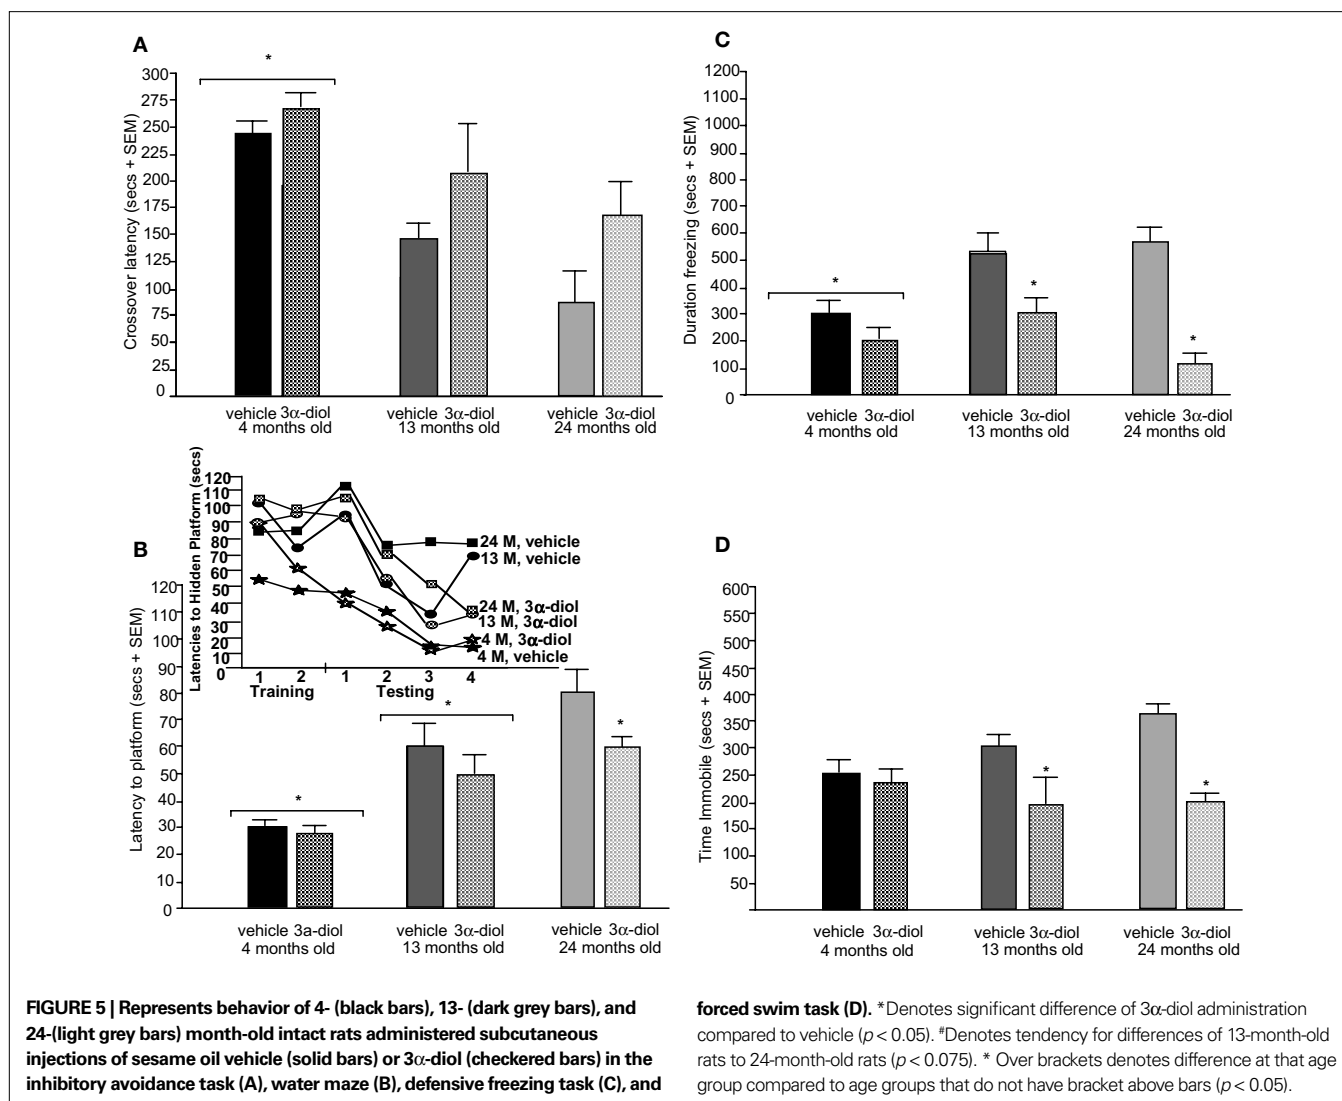 A
*
300
275
250
225
200
175
150
125
100
75
50
25
0
Crossover latency (secs + SEM)
vehicle 3α-diol
4 months old
vehicle 3α-diol
13 months old
vehicle 3α-diol
24 months old
C
1200
1100
1000
900
800
700
600
500
400
300
200
100
0
Duration freezing (secs + SEM)
*
*
*
vehicle 3α-diol
4 months old
vehicle 3α-diol
13 months old
vehicle 3α-diol
24 months old
B
120
110
100
90
80
70
60
50
40
30
20
10
0
Latency to platform (secs + SEM)
120
110
100
90
80
70
60
50
40
30
20
10
0
Latencies to Hidden Platform (secs)
24 M, vehicle
13 M, vehicle
24 M, 3α-diol
13 M, 3α-diol
4 M, 3α-diol
4 M, vehicle
1 2 1 2 3 4
Training Testing
*
*
*
vehicle 3a-diol
4 months old
vehicle 3α-diol
13 months old
vehicle 3α-diol
24 months old
D
600
550
500
450
400
350
300
250
200
150
100
50
Time Immobile (secs + SEM)
*
*
vehicle 3α-diol
4 months old
vehicle 3α-diol
13 months old
vehicle 3α-diol
24 months old
FIGURE 5 | Represents behavior of 4- (black bars), 13- (dark grey bars), and
24-(light grey bars) month-old intact rats administered subcutaneous
injections of sesame oil vehicle (solid bars) or 3α-diol (checkered bars) in the
inhibitory avoidance task (A), water maze (B), defensive freezing task (C), and
forced swim task (D). *Denotes significant difference of 3α-diol administration
compared to vehicle (p < 0.05). #Denotes tendency for differences of 13-month-old
rats to 24-month-old rats (p < 0.075). * Over brackets denotes difference at that age
group compared to age groups that do not have bracket above bars (p < 0.05).